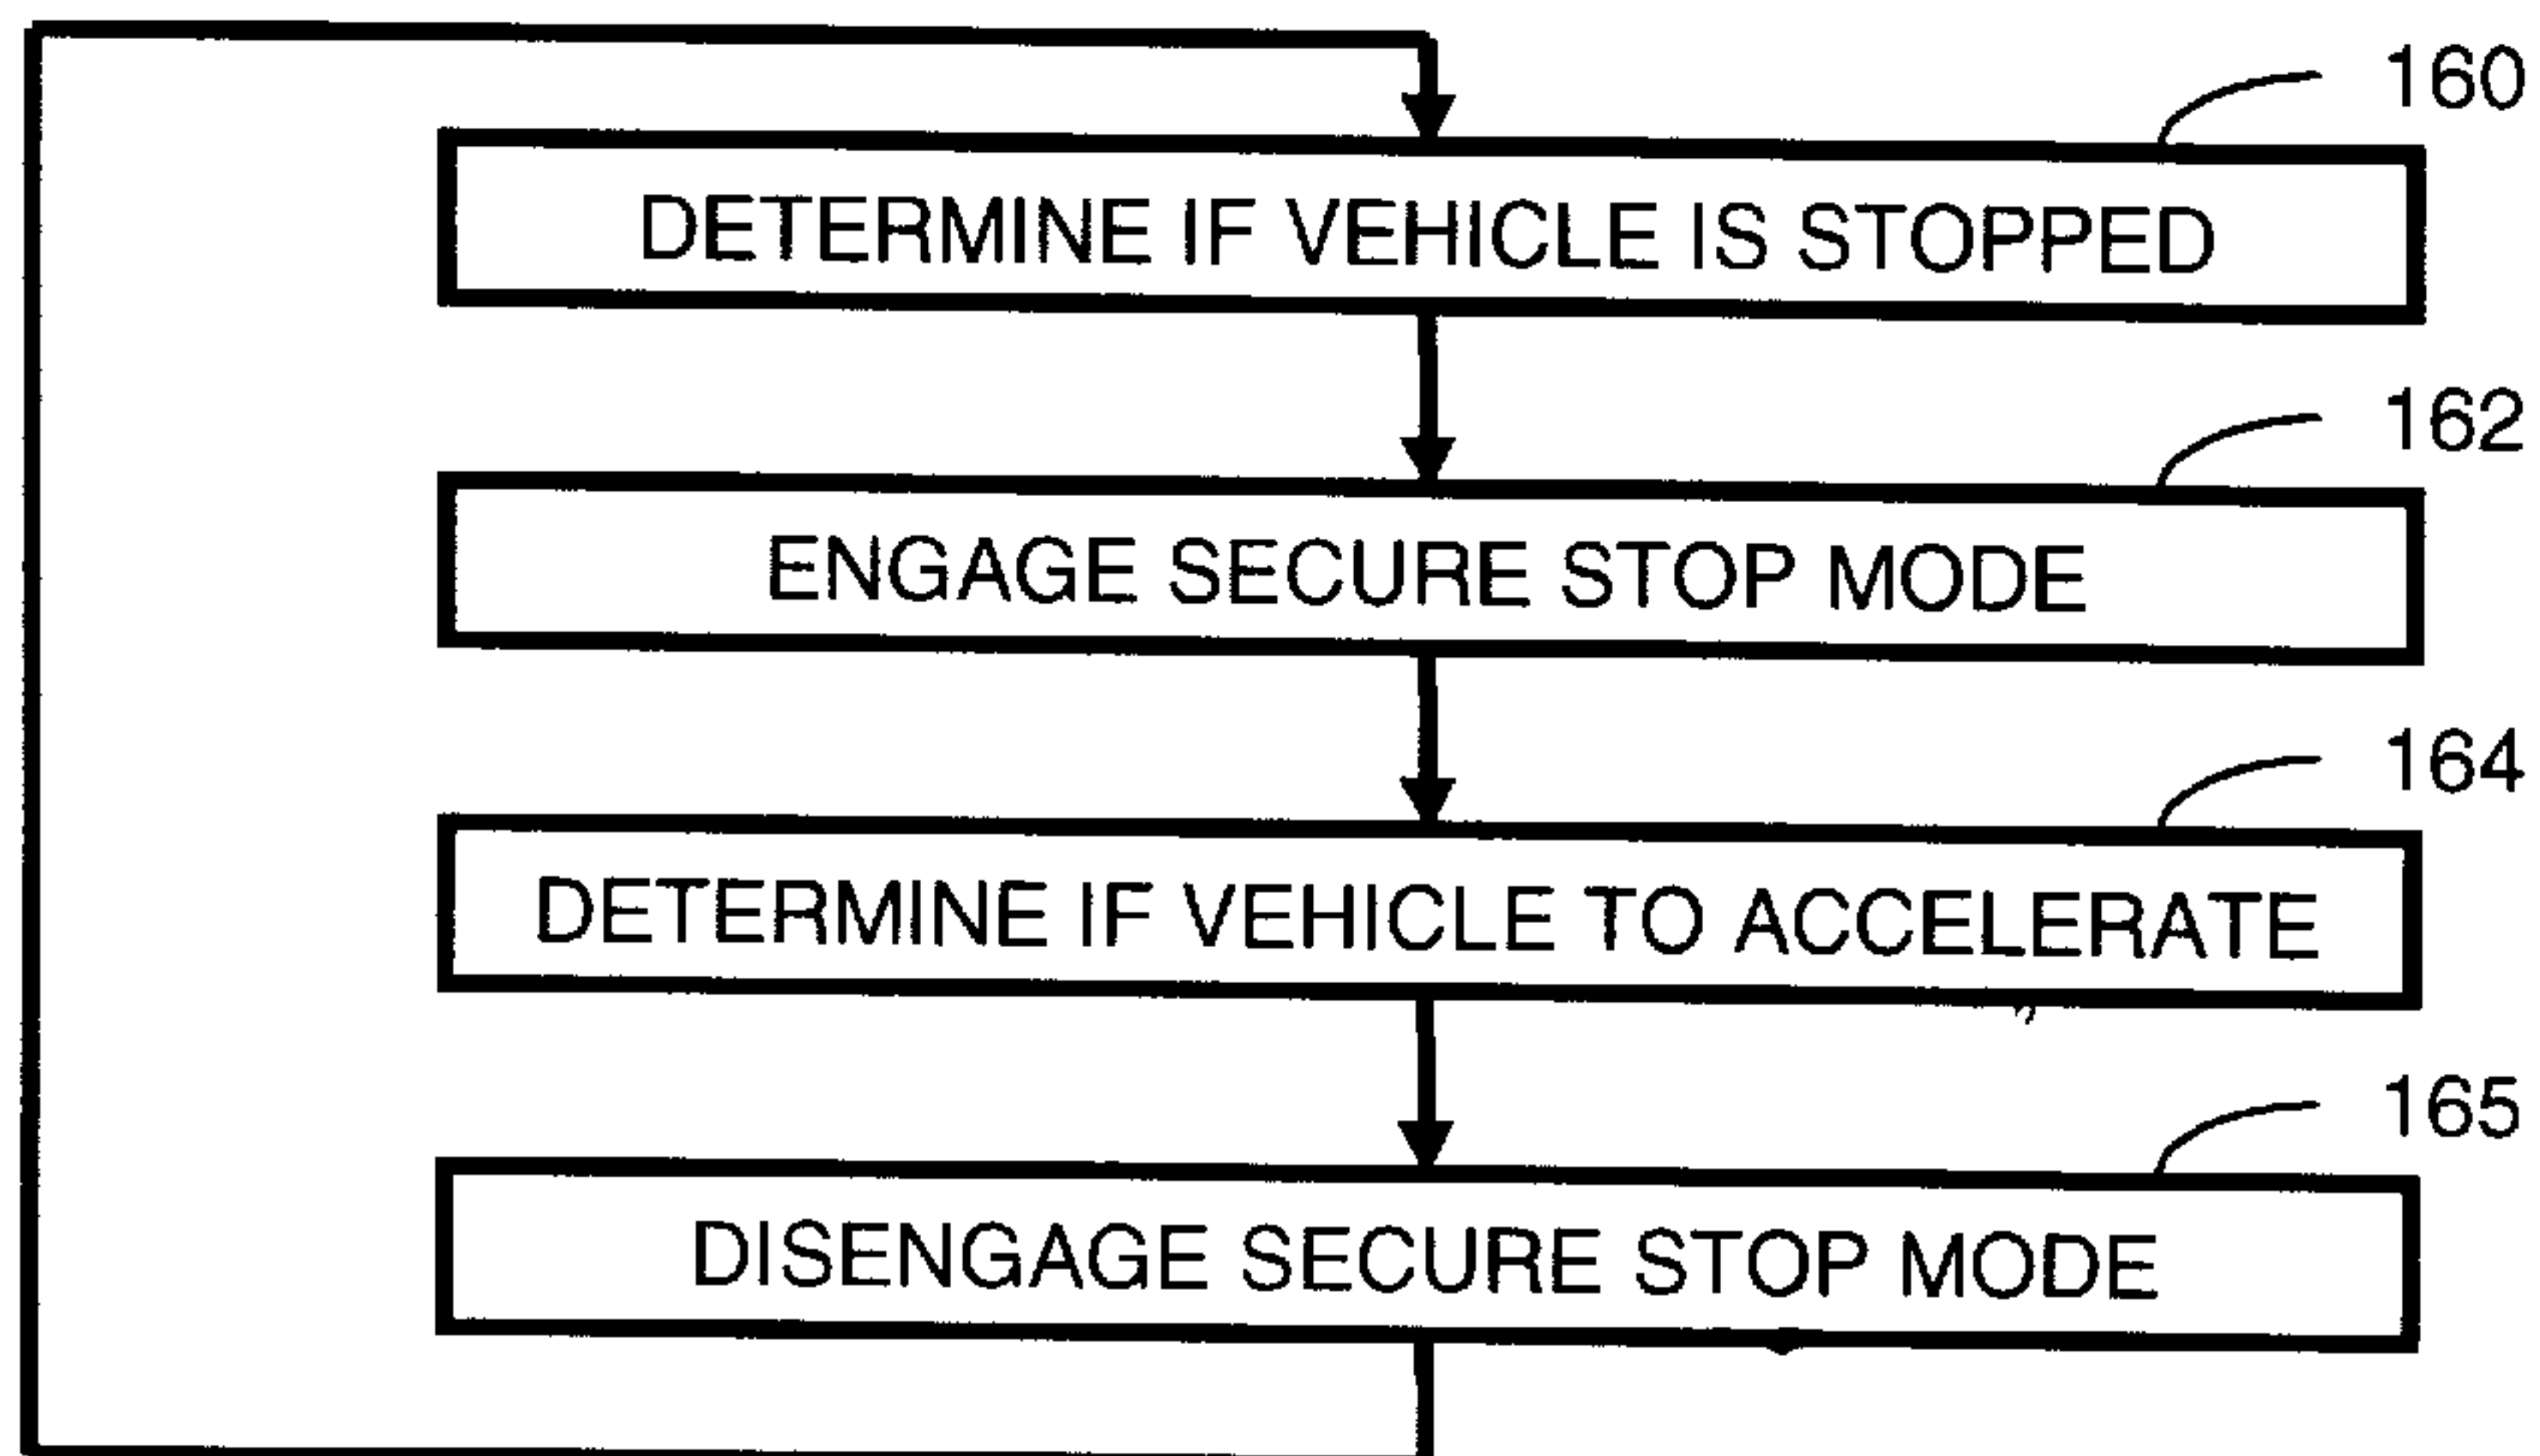 160
DETERMINE IF VEHICLE IS STOPPED
162
ENGAGE SECURE STOP MODE
164
DETERMINE IF VEHICLE TO ACCELERATE
165
DISENGAGE SECURE STOP MODE